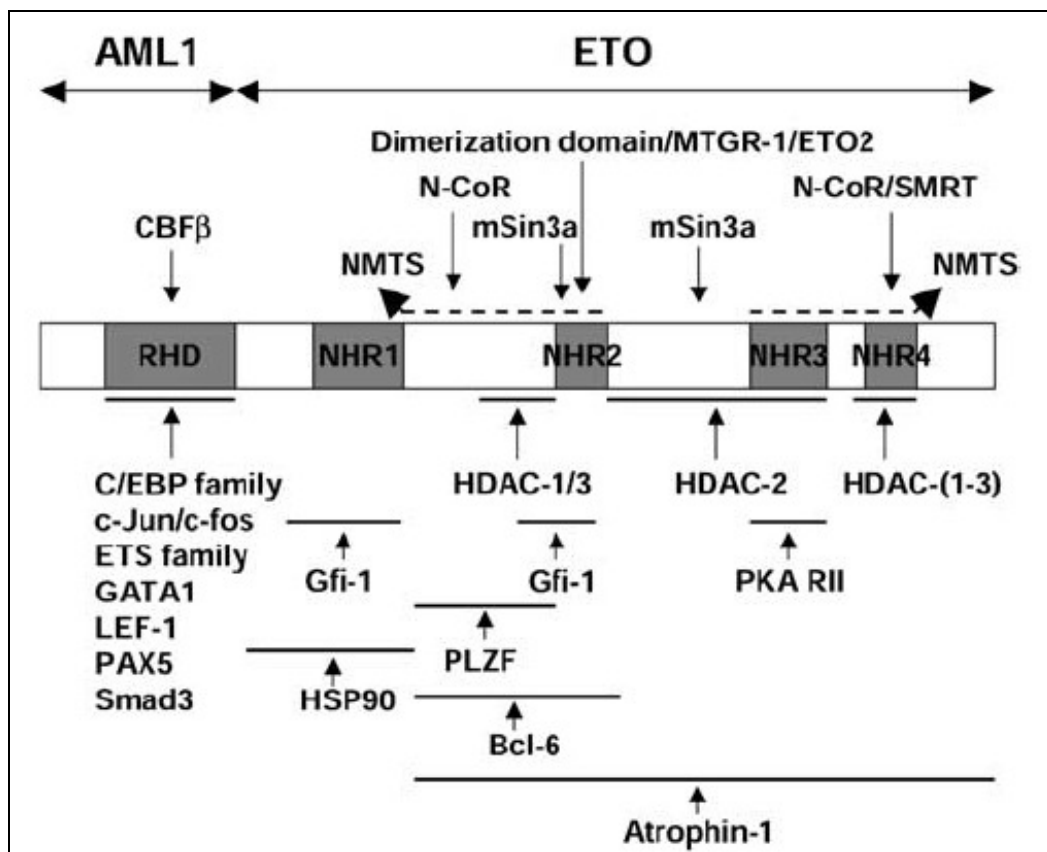 AML1 ETO
Dimerization domain/MTGR-1/ETO2
N-CoR N-CoR/SMRT
CBFβ mSin3a mSin3a
NMTS NMTS
RHD NHR1 NHR2 NHR3 NHR4
C/EBP family HDAC-1/3 HDAC-2 HDAC-(1-3)
c-Jun/c-fos
ETS family Gfi-1 Gfi-1 PKA RII
GATA1
LEF-1
PAX5 PLZF
Smad3 HSP90
Bcl-6
Atrophin-1